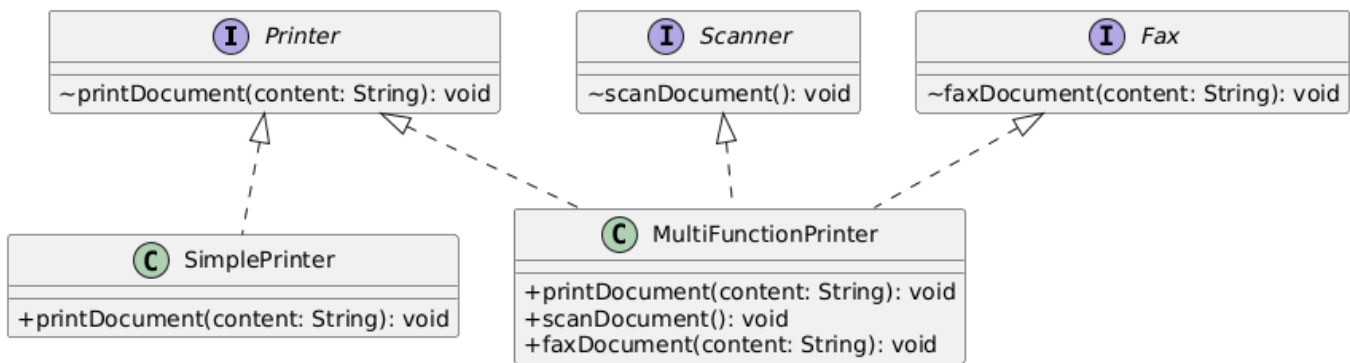 I Printer
~printDocument(content: String): void
I Scanner
~scanDocument(): void
I Fax
~faxDocument(content: String): void
C SimplePrinter
+printDocument(content: String): void
C MultiFunctionPrinter
+printDocument(content: String): void
+scanDocument(): void
+faxDocument(content: String): void